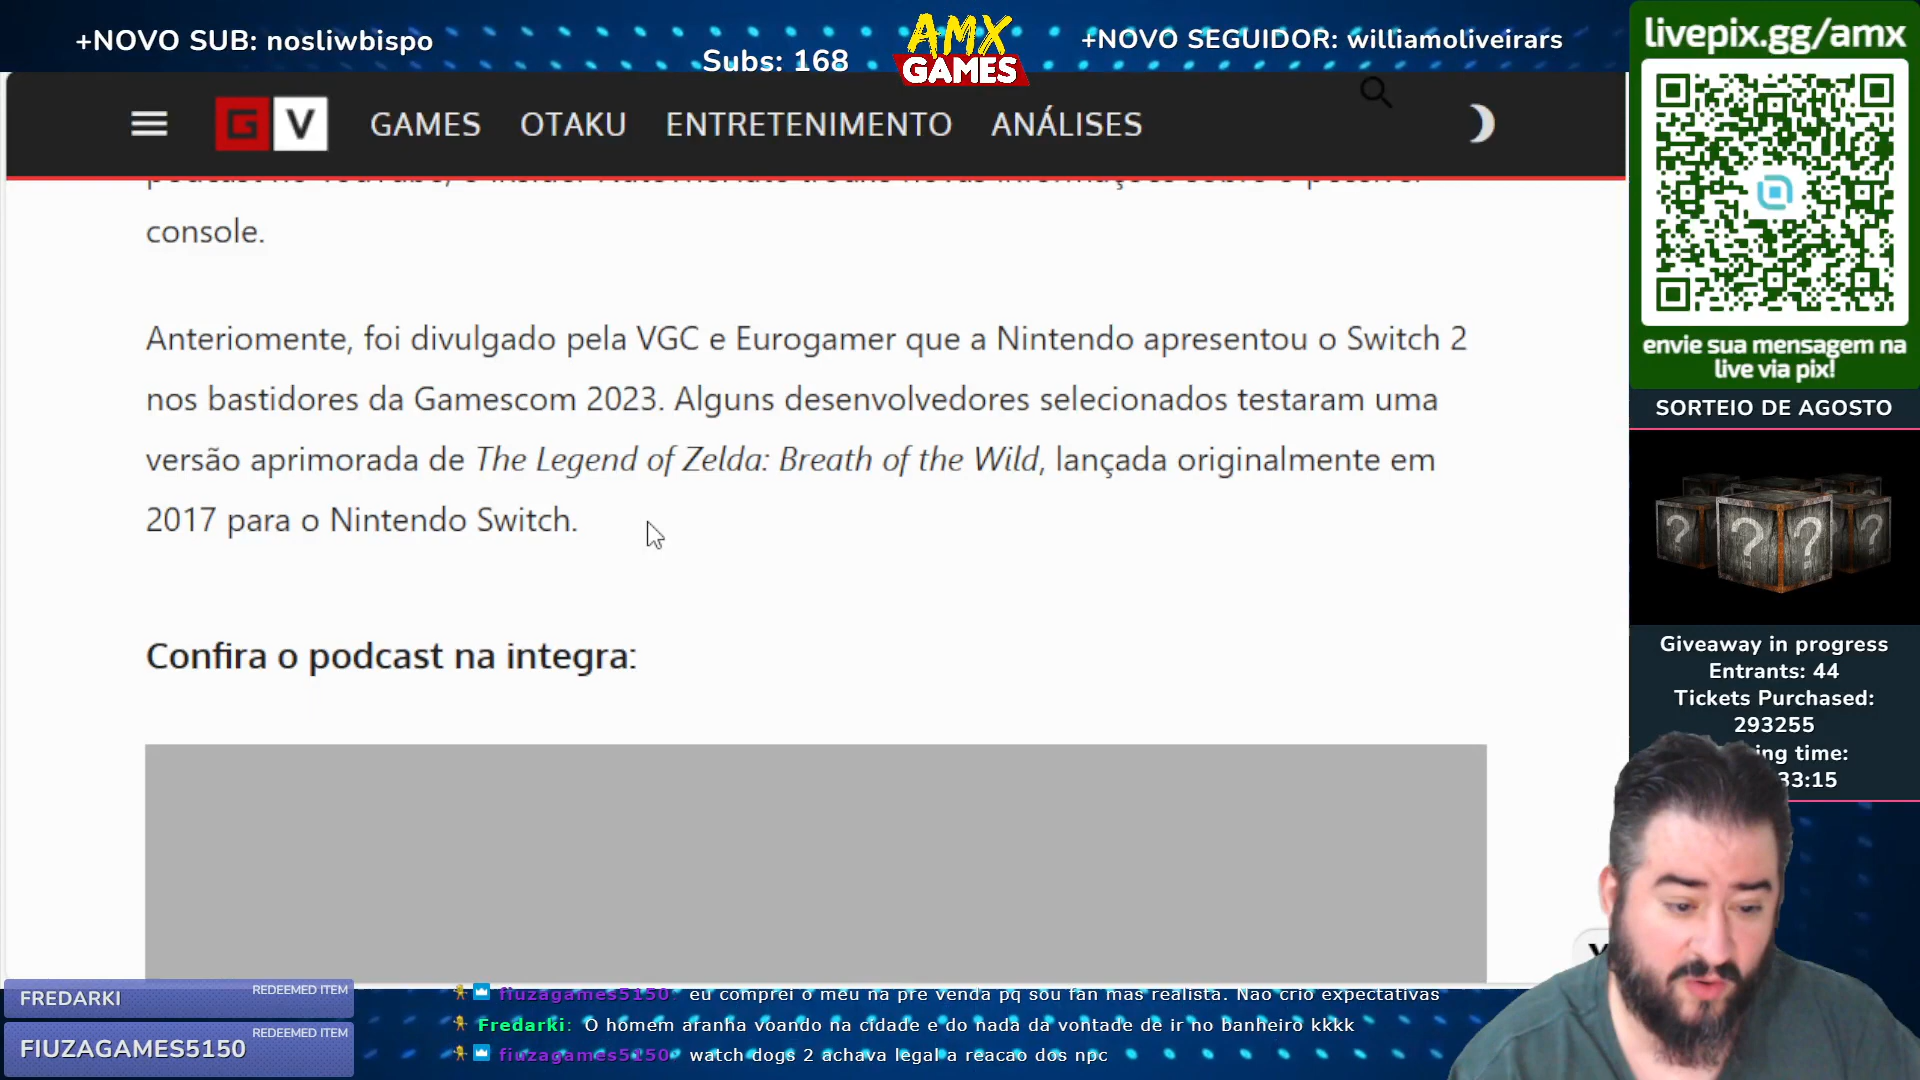 +NOVO SUB: nosliwbispo
Subs: 168
AMX
GAMES
+NOVO SEGUIDOR: williamoliveirars
livepix.gg/amx
G V GAMES OTAKU ENTRETENIMENTO ANÁLISES
console.
Anteriomente, foi divulgado pela VGC e Eurogamer que a Nintendo apresentou o Switch 2
nos bastidores da Gamescom 2023. Alguns desenvolvedores selecionados testaram uma
versão aprimorada de The Legend of Zelda: Breath of the Wild, lançada originalmente em
2017 para o Nintendo Switch.
Confira o podcast na integra:
envie sua mensagem na
live via pix!
SORTEIO DE AGOSTO
? ? ? ? ?
Giveaway in progress
Entrants: 44
Tickets Purchased:
293255
time:
33:15
FREDARKI REDEEMED ITEM
FIUZAGAMES5150 REDEEMED ITEM
fiuzagames5150: eu comprei o meu na pre venda pq sou fan mas realista. Nao crio expectativas
Fredarki: O homem aranha voando na cidade e do nada da vontade de ir no banheiro kkkk
fiuzagames5150: watch dogs 2 achava legal a reacao dos npc